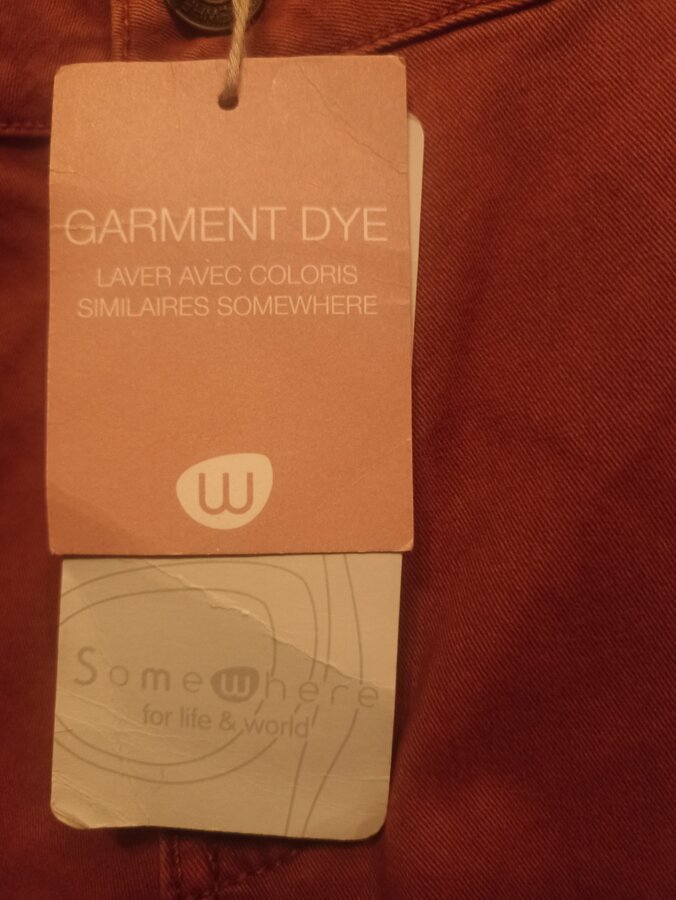 GARMENT DYE
LAVER AVEC COLORIS
SIMILAIRES SOMEWHERE
w
Somewhere
for life & world